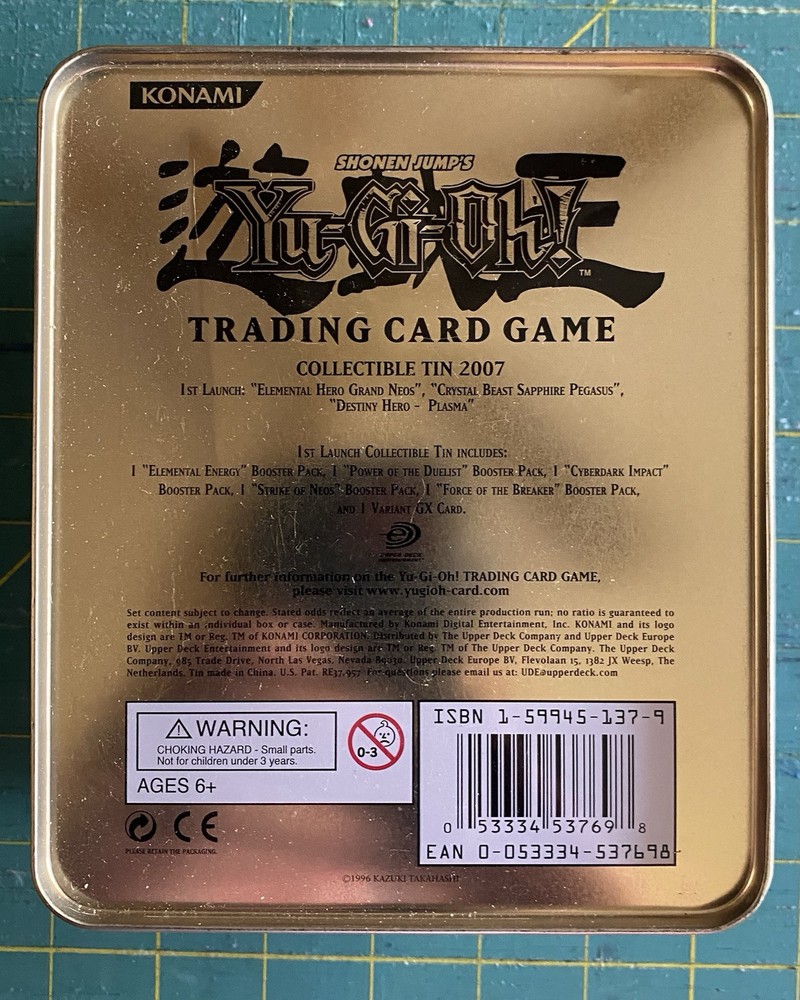 KONAMI
SHONEN JUMP'S
遊戯王
Yu-Gi-Oh!
TM
TRADING CARD GAME
COLLECTIBLE TIN 2007
1ST LAUNCH: "ELEMENTAL HERO GRAND NEOS", "CRYSTAL BEAST SAPPHIRE PEGASUS",
"DESTINY HERO - PLASMA"
1ST LAUNCH COLLECTIBLE TIN INCLUDES:
1 "ELEMENTAL ENERGY" BOOSTER PACK, 1 "POWER OF THE DUELIST" BOOSTER PACK, 1 "CYBERDARK IMPACT"
BOOSTER PACK, 1 "STRIKE OF NEOS" BOOSTER PACK, 1 "FORCE OF THE BREAKER" BOOSTER PACK,
AND 1 VARIANT GX CARD.
UPPER DECK
ENTERTAINMENT
For further information on the Yu-Gi-Oh! TRADING CARD GAME,
please visit www.yugioh-card.com
Set content subject to change. Stated odds reflect an average of the entire production run; no ratio is guaranteed to
exist within an individual box or case. Manufactured by Konami Digital Entertainment, Inc. KONAMI and its logo
design are TM or Reg. TM of KONAMI CORPORATION. Distributed by The Upper Deck Company and Upper Deck Europe
BV. Upper Deck Entertainment and its logo design are TM or Reg. TM of The Upper Deck Company. The Upper Deck
Company, 985 Trade Drive, North Las Vegas, Nevada 89030. Upper Deck Europe BV, Flevolaan 15, 1382 JX Weesp, The
Netherlands. Tin made in China. U.S. Pat. RE37,957 For questions please email us at: UDE@upperdeck.com
WARNING:
CHOKING HAZARD - Small parts.
Not for children under 3 years.
0-3
AGES 6+
CE
PLEASE RETAIN THE PACKAGING.
ISBN 1-59945-137-9
0 53334 53769 8
EAN 0-053334-537698
©1996 KAZUKI TAKAHASHI